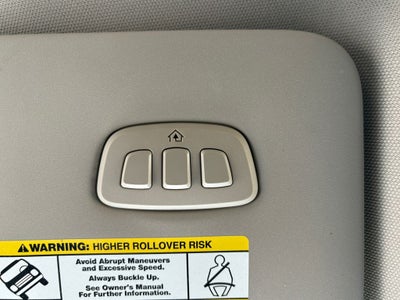 WARNING: HIGHER ROLLOVER RISK
Avoid Abrupt Maneuvers
and Excessive Speed.
Always Buckle Up.
See Owner's Manual
For Further Information.